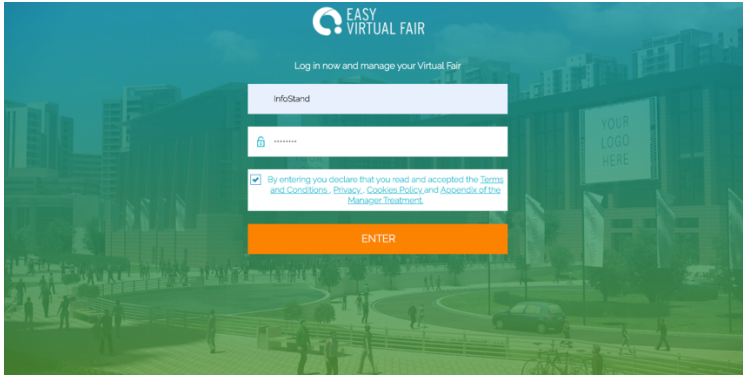 EASY
VIRTUAL FAIR
Log in now and manage your Virtual Fair
InfoStand
········
By entering you declare that you read and accepted the Terms
and Conditions , Privacy , Cookies Policy and Appendix of the
Manager Treatment.
ENTER
YOUR
LOGO
HERE